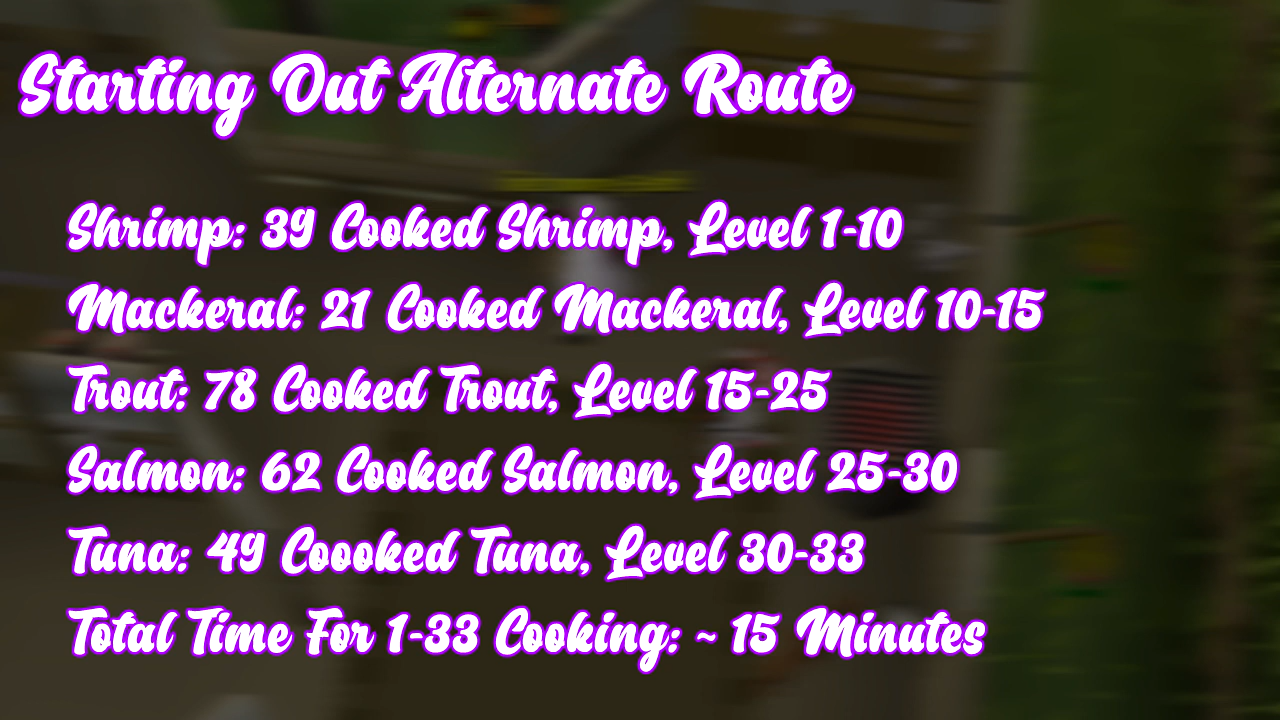 Starting Out Alternate Route
Shrimp: 39 Cooked Shrimp, Level 1-10
Mackeral: 21 Cooked Mackeral, Level 10-15
Trout: 78 Cooked Trout, Level 15-25
Salmon: 62 Cooked Salmon, Level 25-30
Tuna: 49 Coooked Tuna, Level 30-33
Total Time For 1-33 Cooking: ~ 15 Minutes